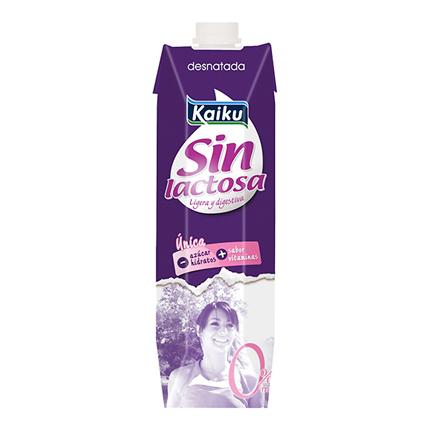 desnatada
Kaiku
Sin
lactosa
Ligera y digestiva
Única
- azúcar hidratos + sabor vitaminas
0%